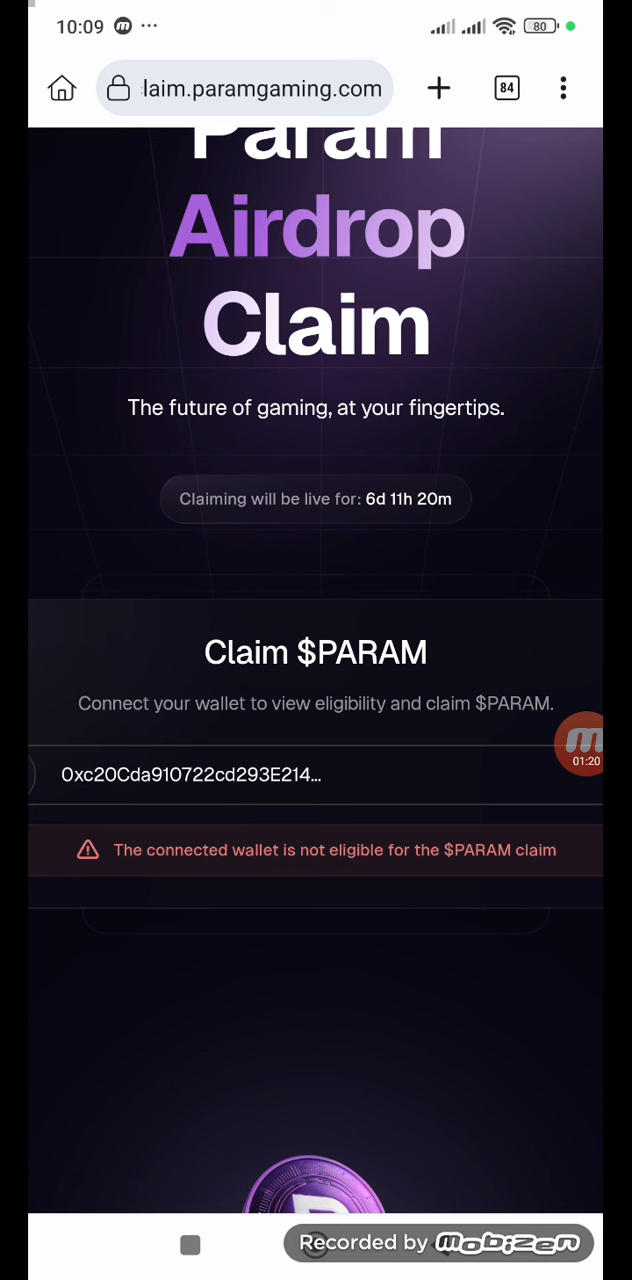 10:09
80
laim.paramgaming.com
84
Param
Airdrop
Claim
The future of gaming, at your fingertips.
Claiming will be live for: 6d 11h 20m
Claim $PARAM
Connect your wallet to view eligibility and claim $PARAM.
0xc20Cda910722cd293E214...
01:20
The connected wallet is not eligible for the $PARAM claim
Recorded by mobizen